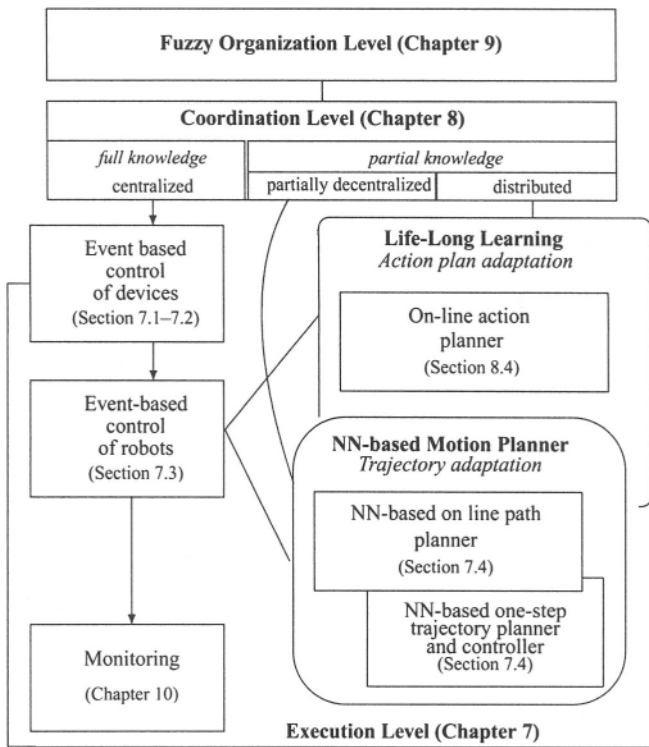 Fuzzy Organization Level (Chapter 9)
Coordination Level (Chapter 8)
full knowledge
partial knowledge
centralized
partially decentralized
distributed
Event based
control
of devices
(Section 7.1–7.2)
Life-Long Learning
Action plan adaptation
On-line action
planner
(Section 8.4)
Event-based
control
of robots
(Section 7.3)
NN-based Motion Planner
Trajectory adaptation
NN-based on line path
planner
(Section 7.4)
NN-based one-step
trajectory planner
and controller
(Section 7.4)
Monitoring
(Chapter 10)
Execution Level (Chapter 7)